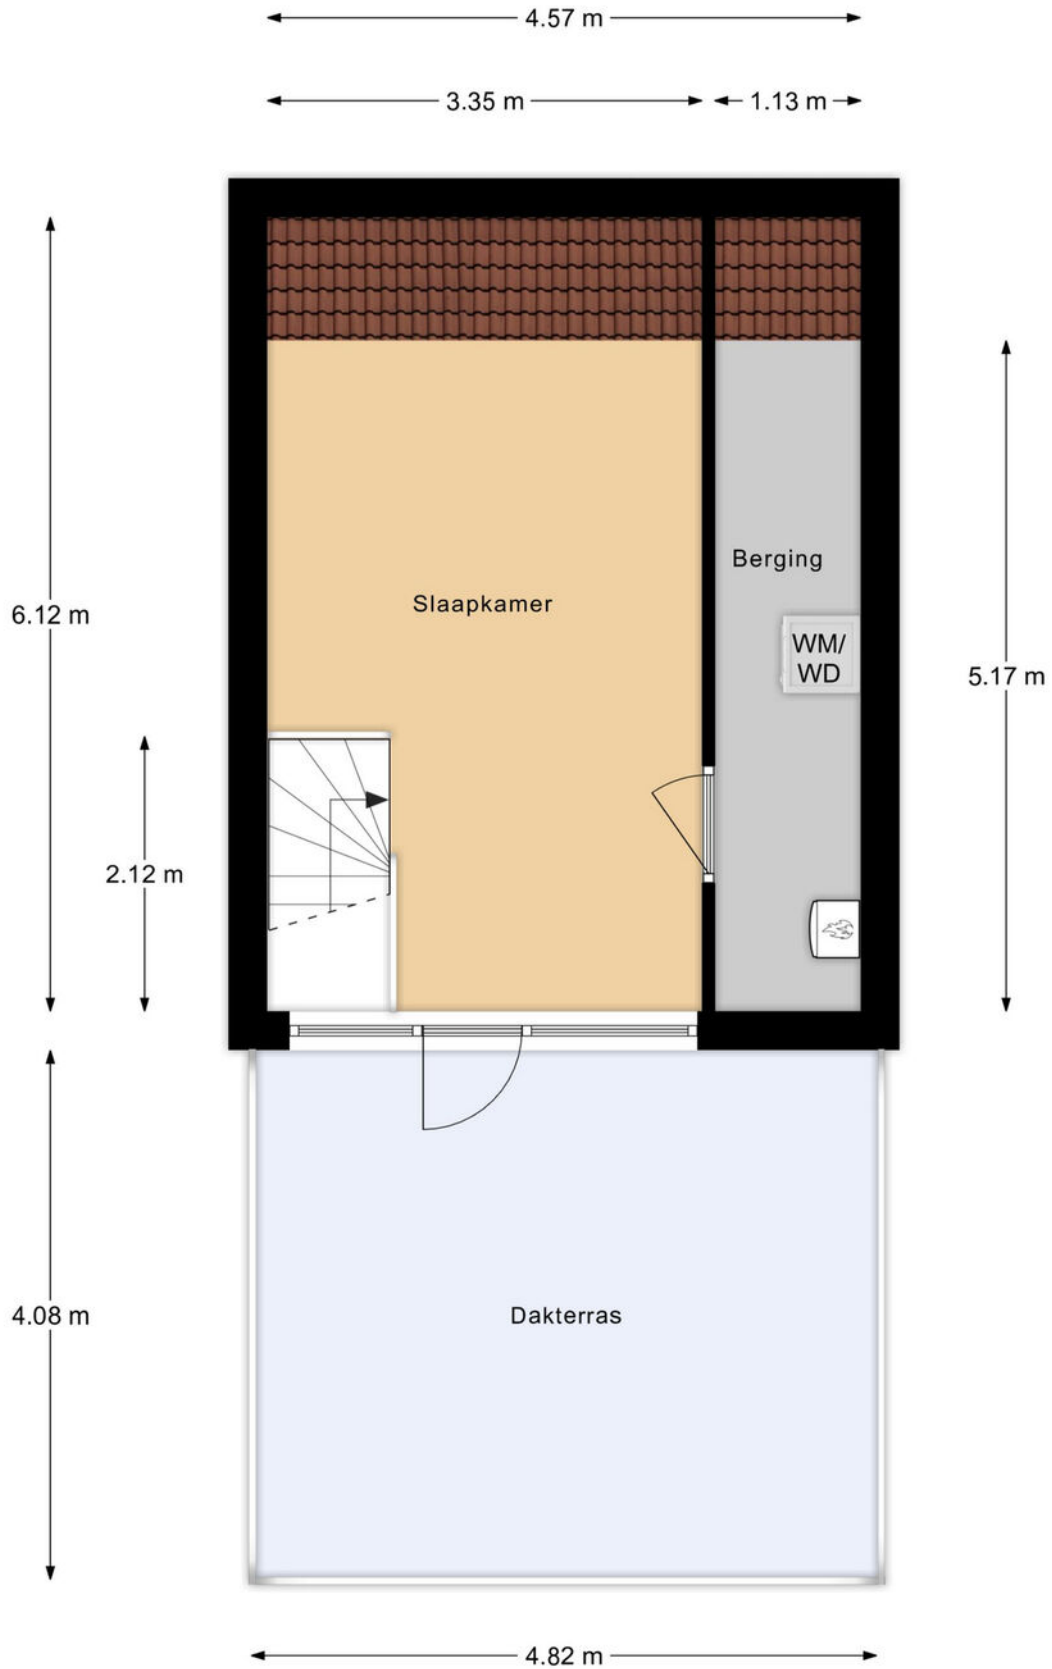 4.57 m
3.35 m
1.13 m
Berging
Slaapkamer
6.12 m
WM/
WD
5.17 m
2.12 m
Dakterras
4.08 m
4.82 m